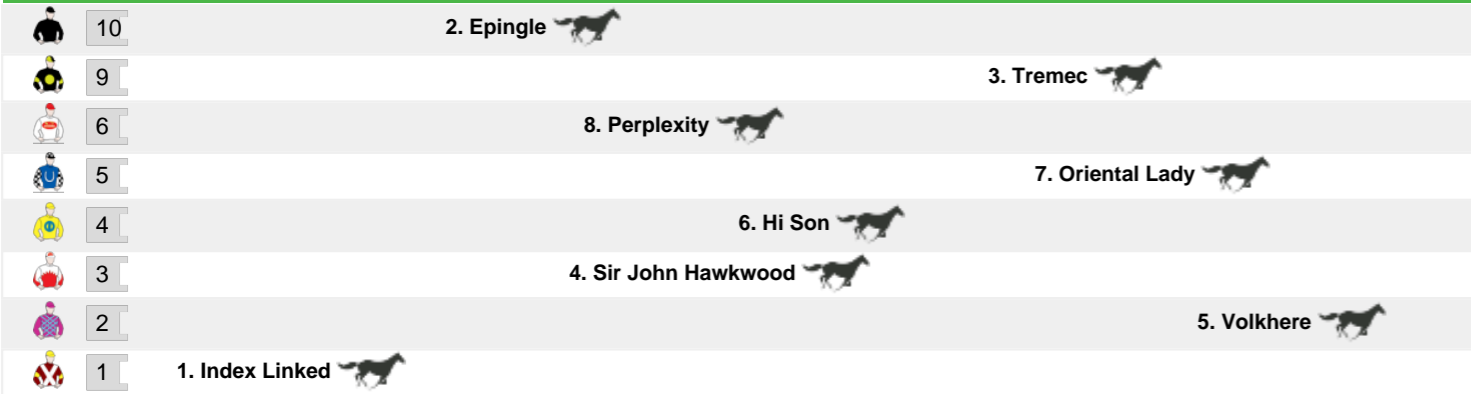 10 2. Epingle
9 3. Tremec
6 8. Perplexity
5 7. Oriental Lady
4 6. Hi Son
3 4. Sir John Hawkwood
2 5. Volkhere
1 1. Index Linked